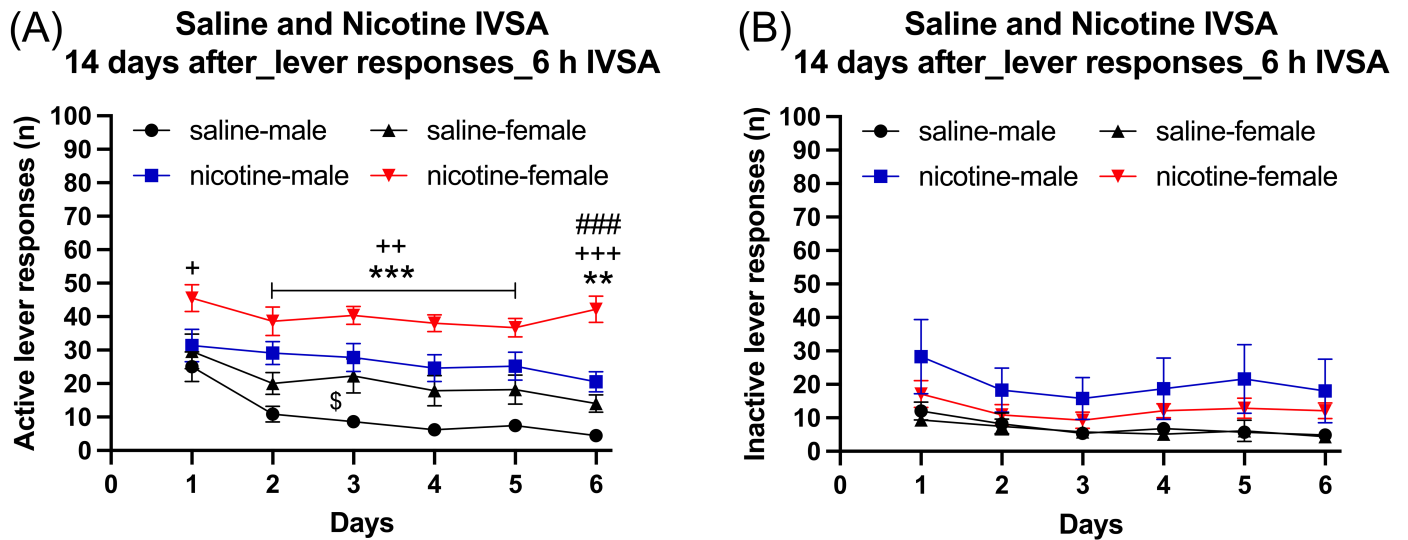 (A)
Saline and Nicotine IVSA
14 days after_lever responses_6 h IVSA
Active lever responses (n)
100
90
80
70
60
50
40
30
20
10
0
saline-male
saline-female
nicotine-male
nicotine-female
+
++
***
###
+++
**
$
0 1 2 3 4 5 6
Days
(B)
Saline and Nicotine IVSA
14 days after_lever responses_6 h IVSA
Inactive lever responses (n)
100
90
80
70
60
50
40
30
20
10
0
saline-male
saline-female
nicotine-male
nicotine-female
0 1 2 3 4 5 6
Days